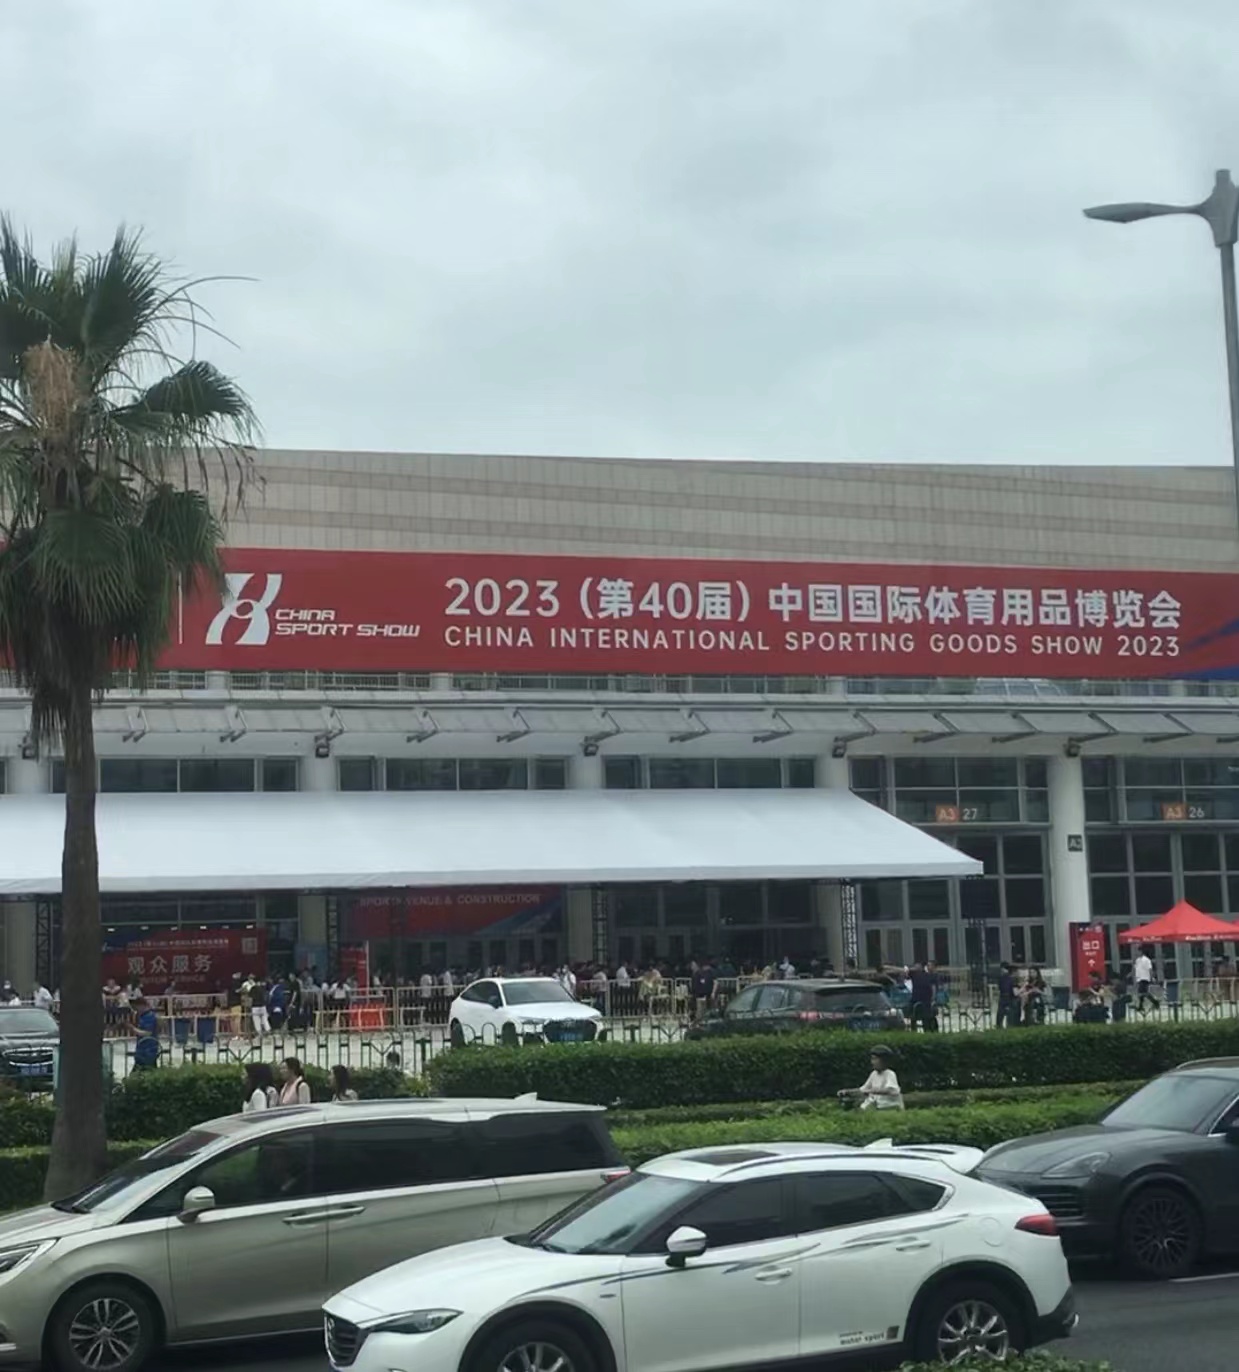 CHINA
SPORT SHOW
2023（第40届）中国国际体育用品博览会
CHINA INTERNATIONAL SPORTING GOODS SHOW 2023
A3 27
A3 26
SPORTS VENUE & CONSTRUCTION
观众服务
出口